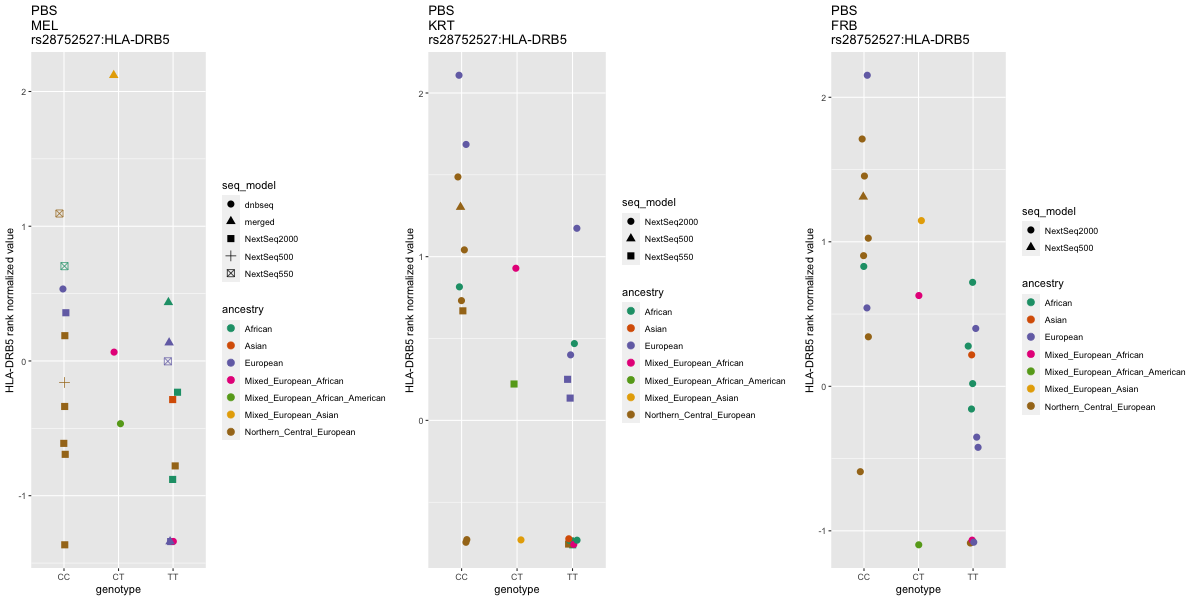 PBS
MEL
rs28752527:HLA-DRB5
HLA-DRB5 rank normalized value
2
1
0
-1
CC
CT
TT
genotype
seq_model
dnbseq
merged
NextSeq2000
NextSeq500
NextSeq550
ancestry
African
Asian
European
Mixed_European_African
Mixed_European_African_American
Mixed_European_Asian
Northern_Central_European
PBS
KRT
rs28752527:HLA-DRB5
HLA-DRB5 rank normalized value
2
1
0
CC
CT
TT
genotype
seq_model
NextSeq2000
NextSeq500
NextSeq550
ancestry
African
Asian
European
Mixed_European_African
Mixed_European_African_American
Mixed_European_Asian
Northern_Central_European
PBS
FRB
rs28752527:HLA-DRB5
HLA-DRB5 rank normalized value
2
1
0
-1
CC
CT
TT
genotype
seq_model
NextSeq2000
NextSeq500
ancestry
African
Asian
European
Mixed_European_African
Mixed_European_African_American
Mixed_European_Asian
Northern_Central_European